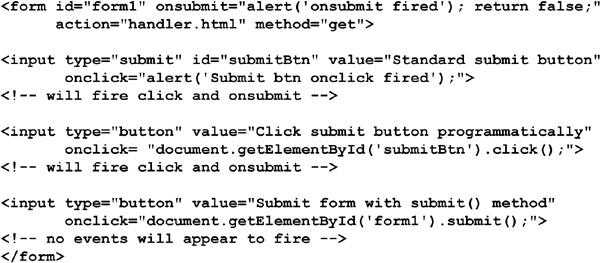 <form id="form1" onsubmit="alert('onsubmit fired'); return false;"
action="handler.html" method="get">
<input type="submit" id="submitBtn" value="Standard submit button"
onclick="alert('Submit btn onclick fired');">
<!-- will fire click and onsubmit -->
<input type="button" value="Click submit button programmatically"
onclick= "document.getElementById('submitBtn').click();">
<!-- will fire click and onsubmit -->
<input type="button" value="Submit form with submit() method"
onclick="document.getElementById('form1').submit();">
<!-- no events will appear to fire -->
</form>